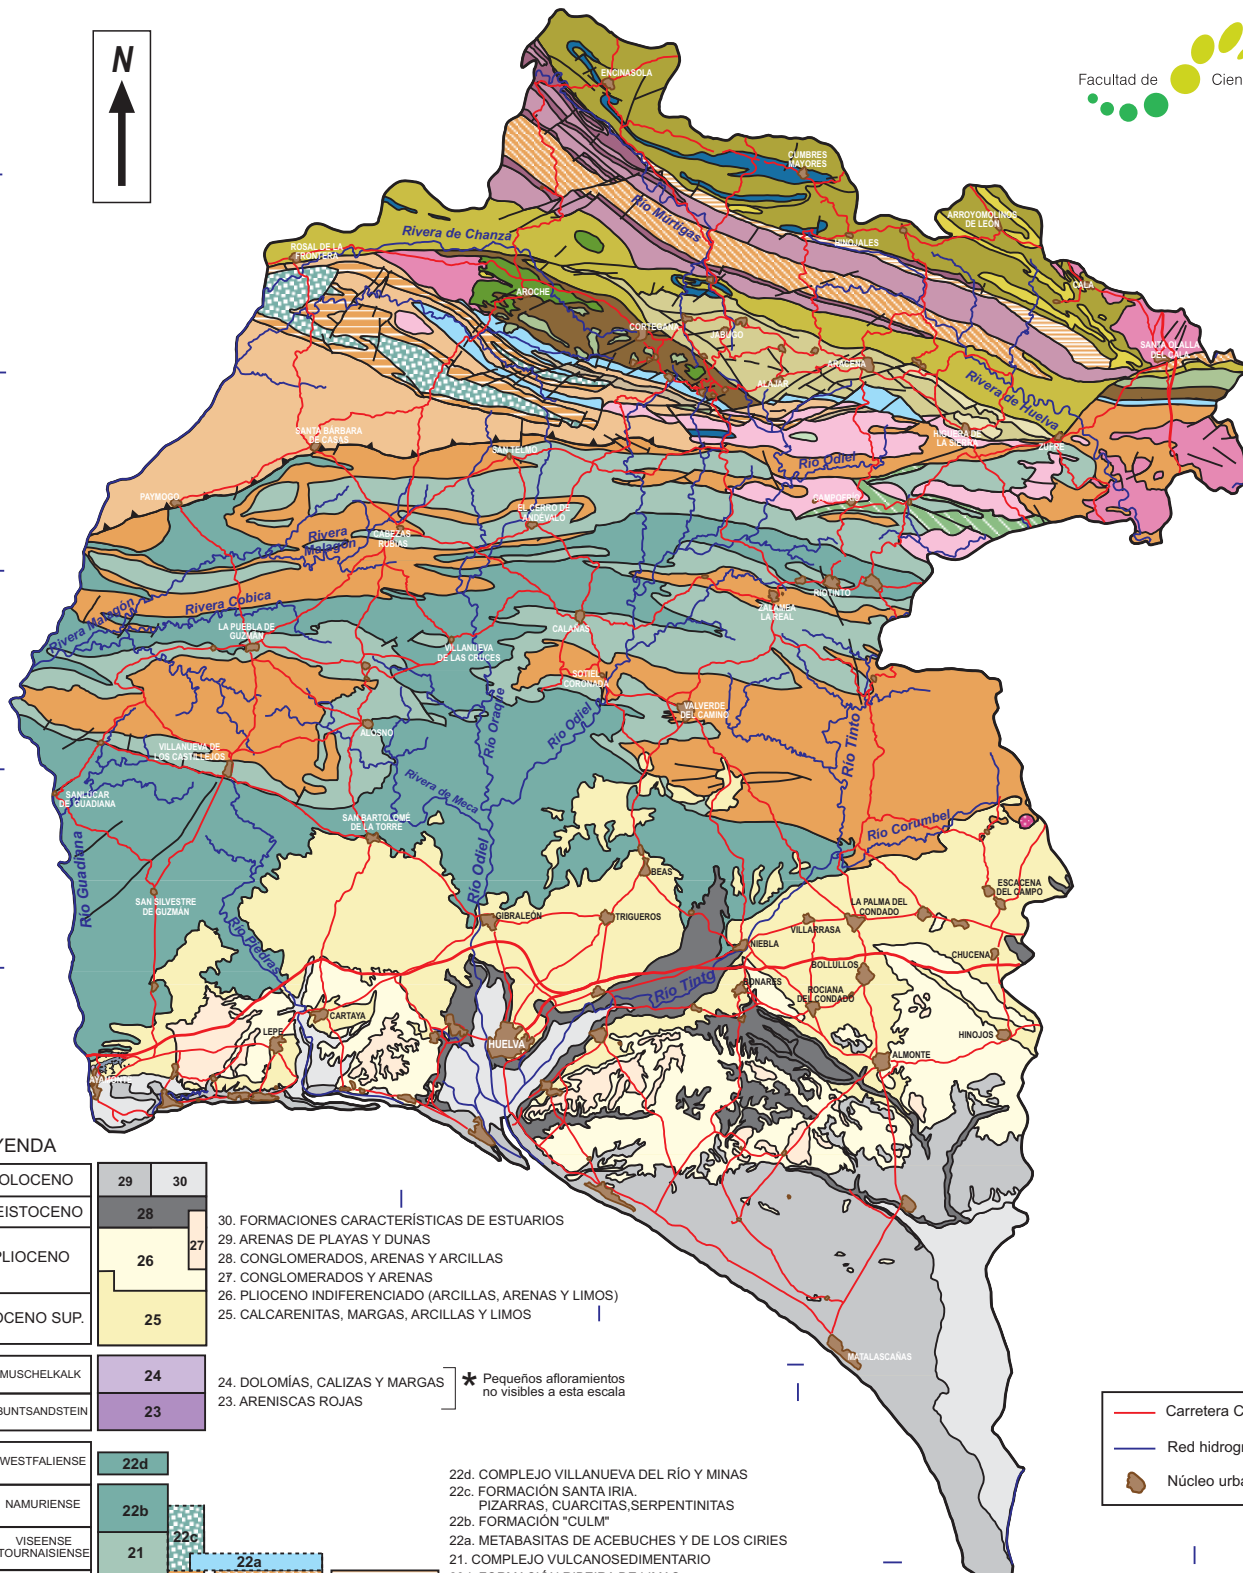 N
Facultad de Cien
ENCINASOLA
CUMBRES
MAYORES
ARROYOMOLINOS
DE LEÓN
Río Múrtigas
Rivera de Chanza
HINOJALES
ROSAL DE LA
FRONTERA
CALA
AROCHE
CORTEGANA
JABUGO
SANTA OLALLA
DEL CALA
ARACENA
ALAJAR
Rivera de Huelva
SANTA BÁRBARA
DE CASAS
HIGUERA DE
LA SIERRA
ZUFRE
SAN TELMO
Río Odiel
PAYMOGO
CAMPOFRÍO
EL CERRO DE
ANDÉVALO
Rivera
Malagón
CABEZAS
RUBIAS
Rivera Malagón
Rivera Cobica
RIOTINTO
ZALAMEA
LA REAL
LA PUEBLA DE
GUZMÁN
CALAÑAS
VILLANUEVA
DE LAS CRUCES
SOTIEL
CORONADA
VALVERDE
DEL CAMINO
Río Oraque
Río Odiel
Río Tinto
ALOSNO
VILLANUEVA DE
LOS CASTILLEJOS
Rivera de Meca
SANLÚCAR
DE GUADIANA
SAN BARTOLOMÉ
DE LA TORRE
Río Corumbel
Río Guadiana
Río Odiel
BEAS
ESCACENA
DEL CAMPO
SAN SILVESTRE
DE GUZMÁN
LA PALMA DEL
CONDADO
GIBRALEÓN
TRIGUEROS
VILLARRASA
Río Piedras
NIEBLA
CHUCENA
BOLLULLOS
Río Tinto
BONARES
ROCIANA
DEL CONDADO
CARTAYA
LEPE
HINOJOS
HUELVA
ALMONTE
AYAMONTE
MATALASCAÑAS
YENDA
OLOCENO
29
30
EISTOCENO
28
27
PLIOCENO
26
OCENO SUP.
25
30. FORMACIONES CARACTERÍSTICAS DE ESTUARIOS
29. ARENAS DE PLAYAS Y DUNAS
28. CONGLOMERADOS, ARENAS Y ARCILLAS
27. CONGLOMERADOS Y ARENAS
26. PLIOCENO INDIFERENCIADO (ARCILLAS, ARENAS Y LIMOS)
25. CALCARENITAS, MARGAS, ARCILLAS Y LIMOS
MUSCHELKALK
24
BUNTSANDSTEIN
23
24. DOLOMÍAS, CALIZAS Y MARGAS
23. ARENISCAS ROJAS
* Pequeños afloramientos
no visibles a esta escala
Carretera C
Red hidrogr
Núcleo urba
WESTFALIENSE
22d
NAMURIENSE
22b
22c
VISEENSE
TOURNAISIENSE
21
22a
22d. COMPLEJO VILLANUEVA DEL RÍO Y MINAS
22c. FORMACIÓN SANTA IRIA.
PIZARRAS, CUARCITAS,SERPENTINITAS
22b. FORMACIÓN "CULM"
22a. METABASITAS DE ACEBUCHES Y DE LOS CIRIES
21. COMPLEJO VULCANOSEDIMENTARIO